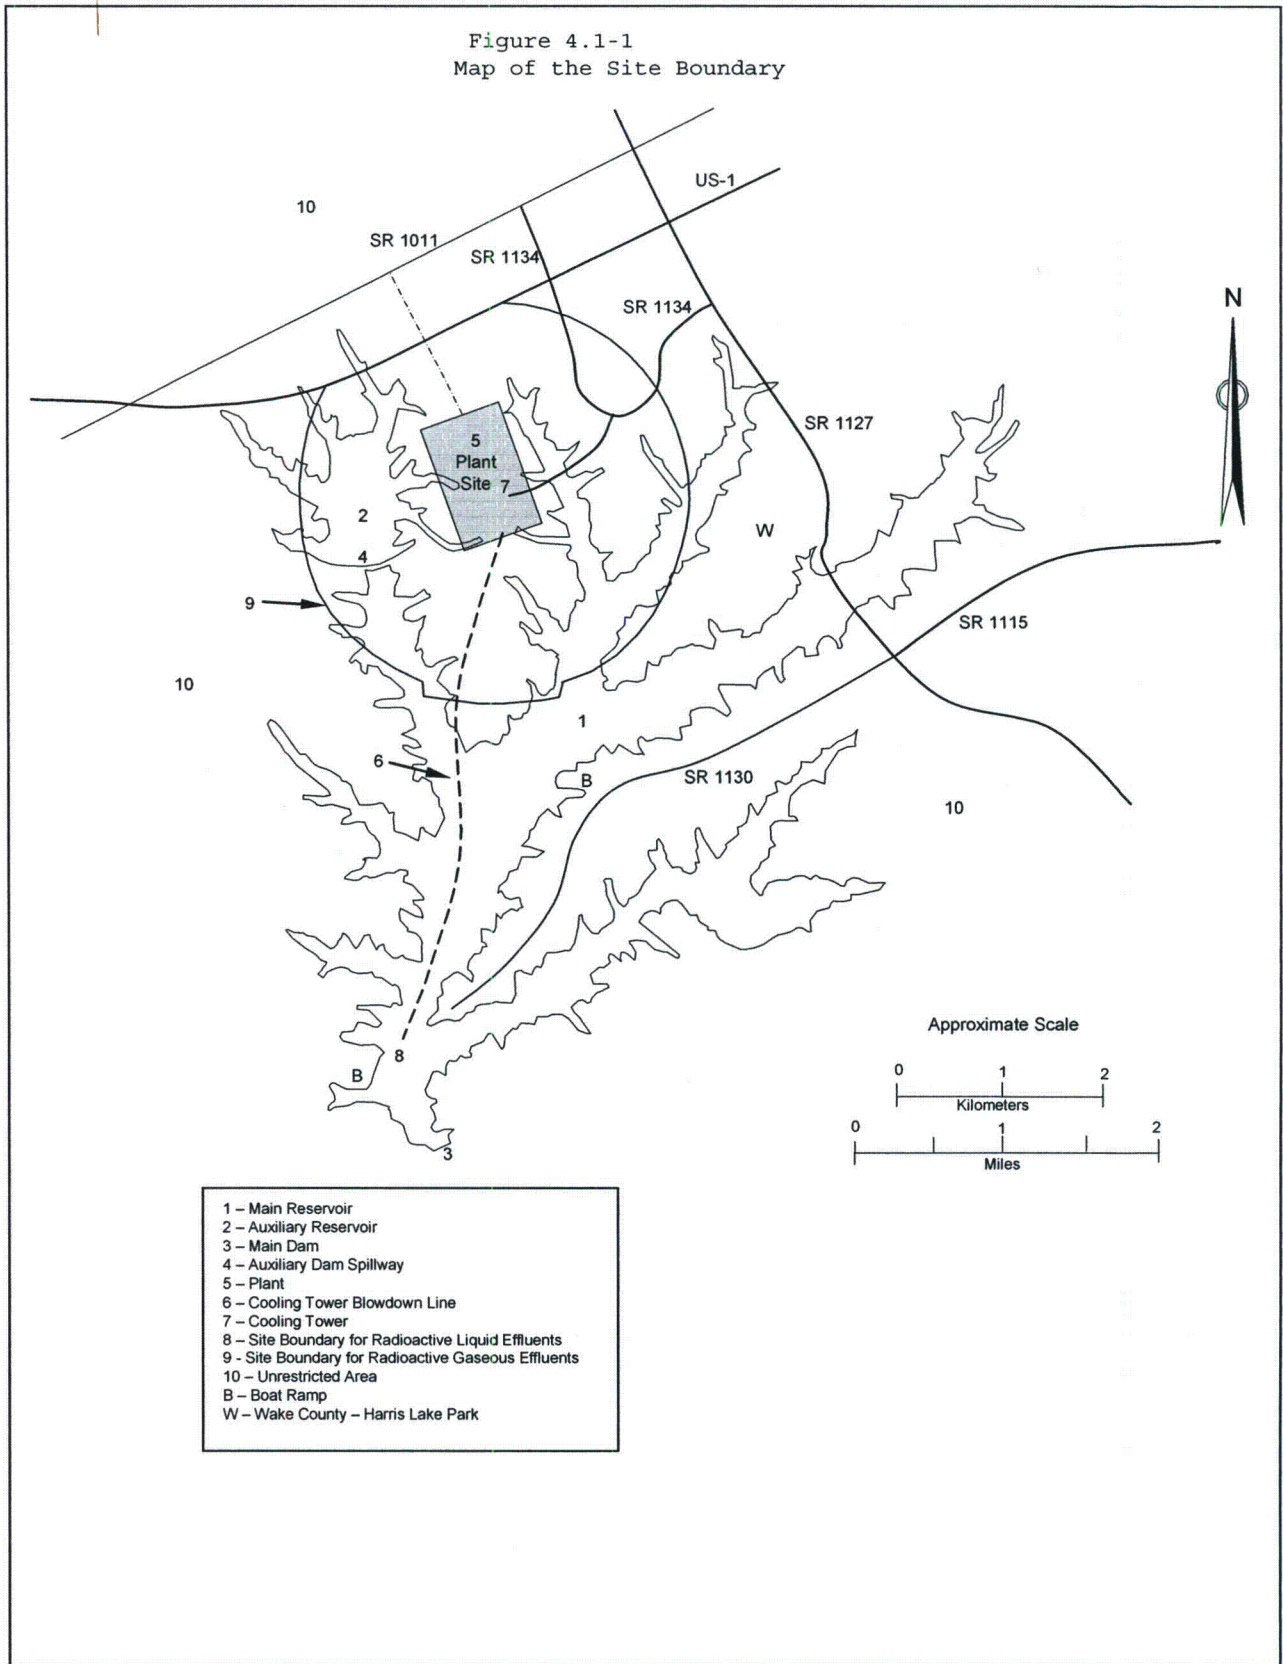 Figure 4.1-1
Map of the Site Boundary
US-1
10
SR 1011
SR 1134
SR 1134
N
SR 1127
5
Plant
Site 7
2
W
4
9
SR 1115
10
1
6
B
SR 1130
10
Approximate Scale
8
B
0 1 2
Kilometers
0 1 2
Miles
3
1 – Main Reservoir
2 – Auxiliary Reservoir
3 – Main Dam
4 – Auxiliary Dam Spillway
5 – Plant
6 – Cooling Tower Blowdown Line
7 – Cooling Tower
8 – Site Boundary for Radioactive Liquid Effluents
9 - Site Boundary for Radioactive Gaseous Effluents
10 – Unrestricted Area
B – Boat Ramp
W – Wake County – Harris Lake Park